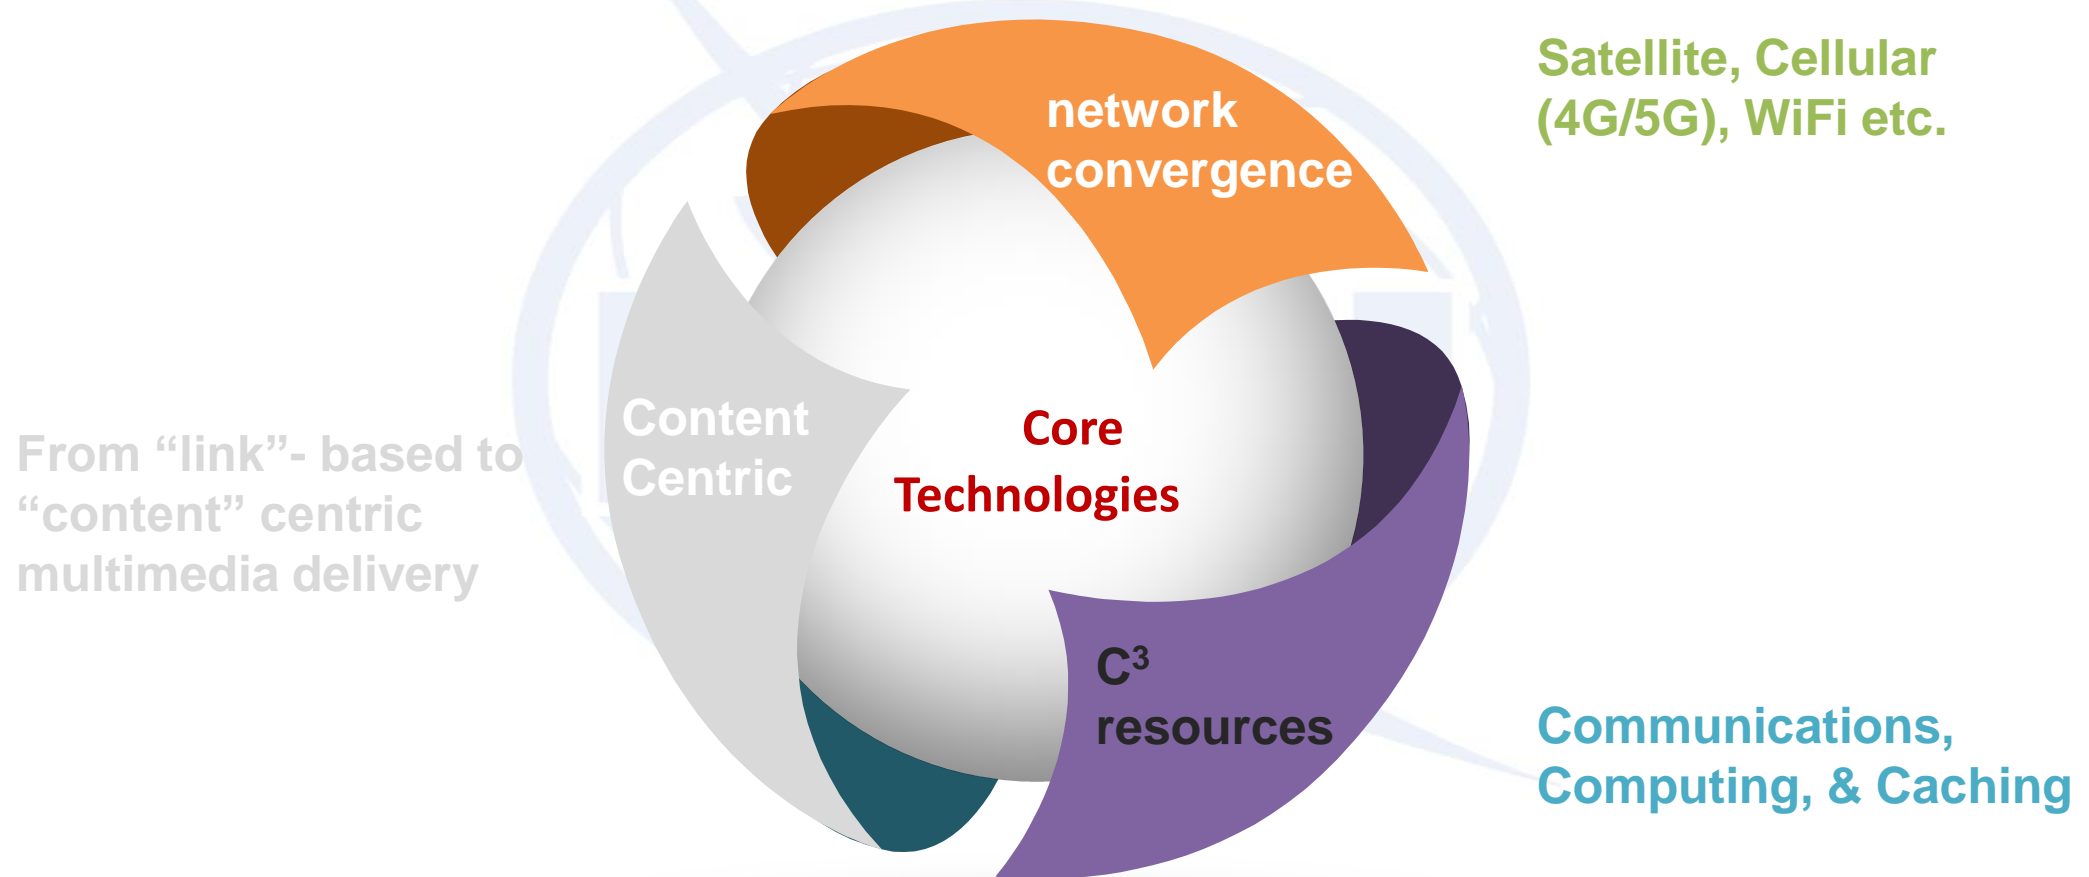 Satellite, Cellular
(4G/5G), WiFi etc.
network
convergence
Content
Centric
From “link”- based to
“content” centric
multimedia delivery
Core
Technologies
C³
resources
Communications,
Computing, & Caching